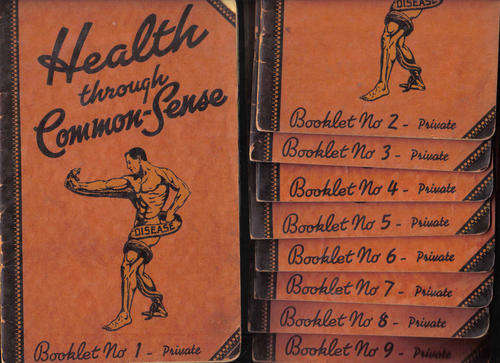 Health
through
Common-Sense
DISEASE
Booklet No 1 - Private
DISEASE
Booklet No 2 - Private
Booklet No 3 - Private
Booklet No 4 - Private
Booklet No 5 - Private
Booklet No 6 - Private
Booklet No 7 - Private
Booklet No 8 - Private
Booklet No 9 - Private